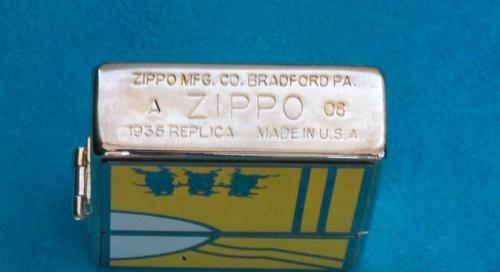 ZIPPO MFG. CO. BRADFORD PA.
A ZIPPO 08
1935 REPLICA MADE IN U.S.A